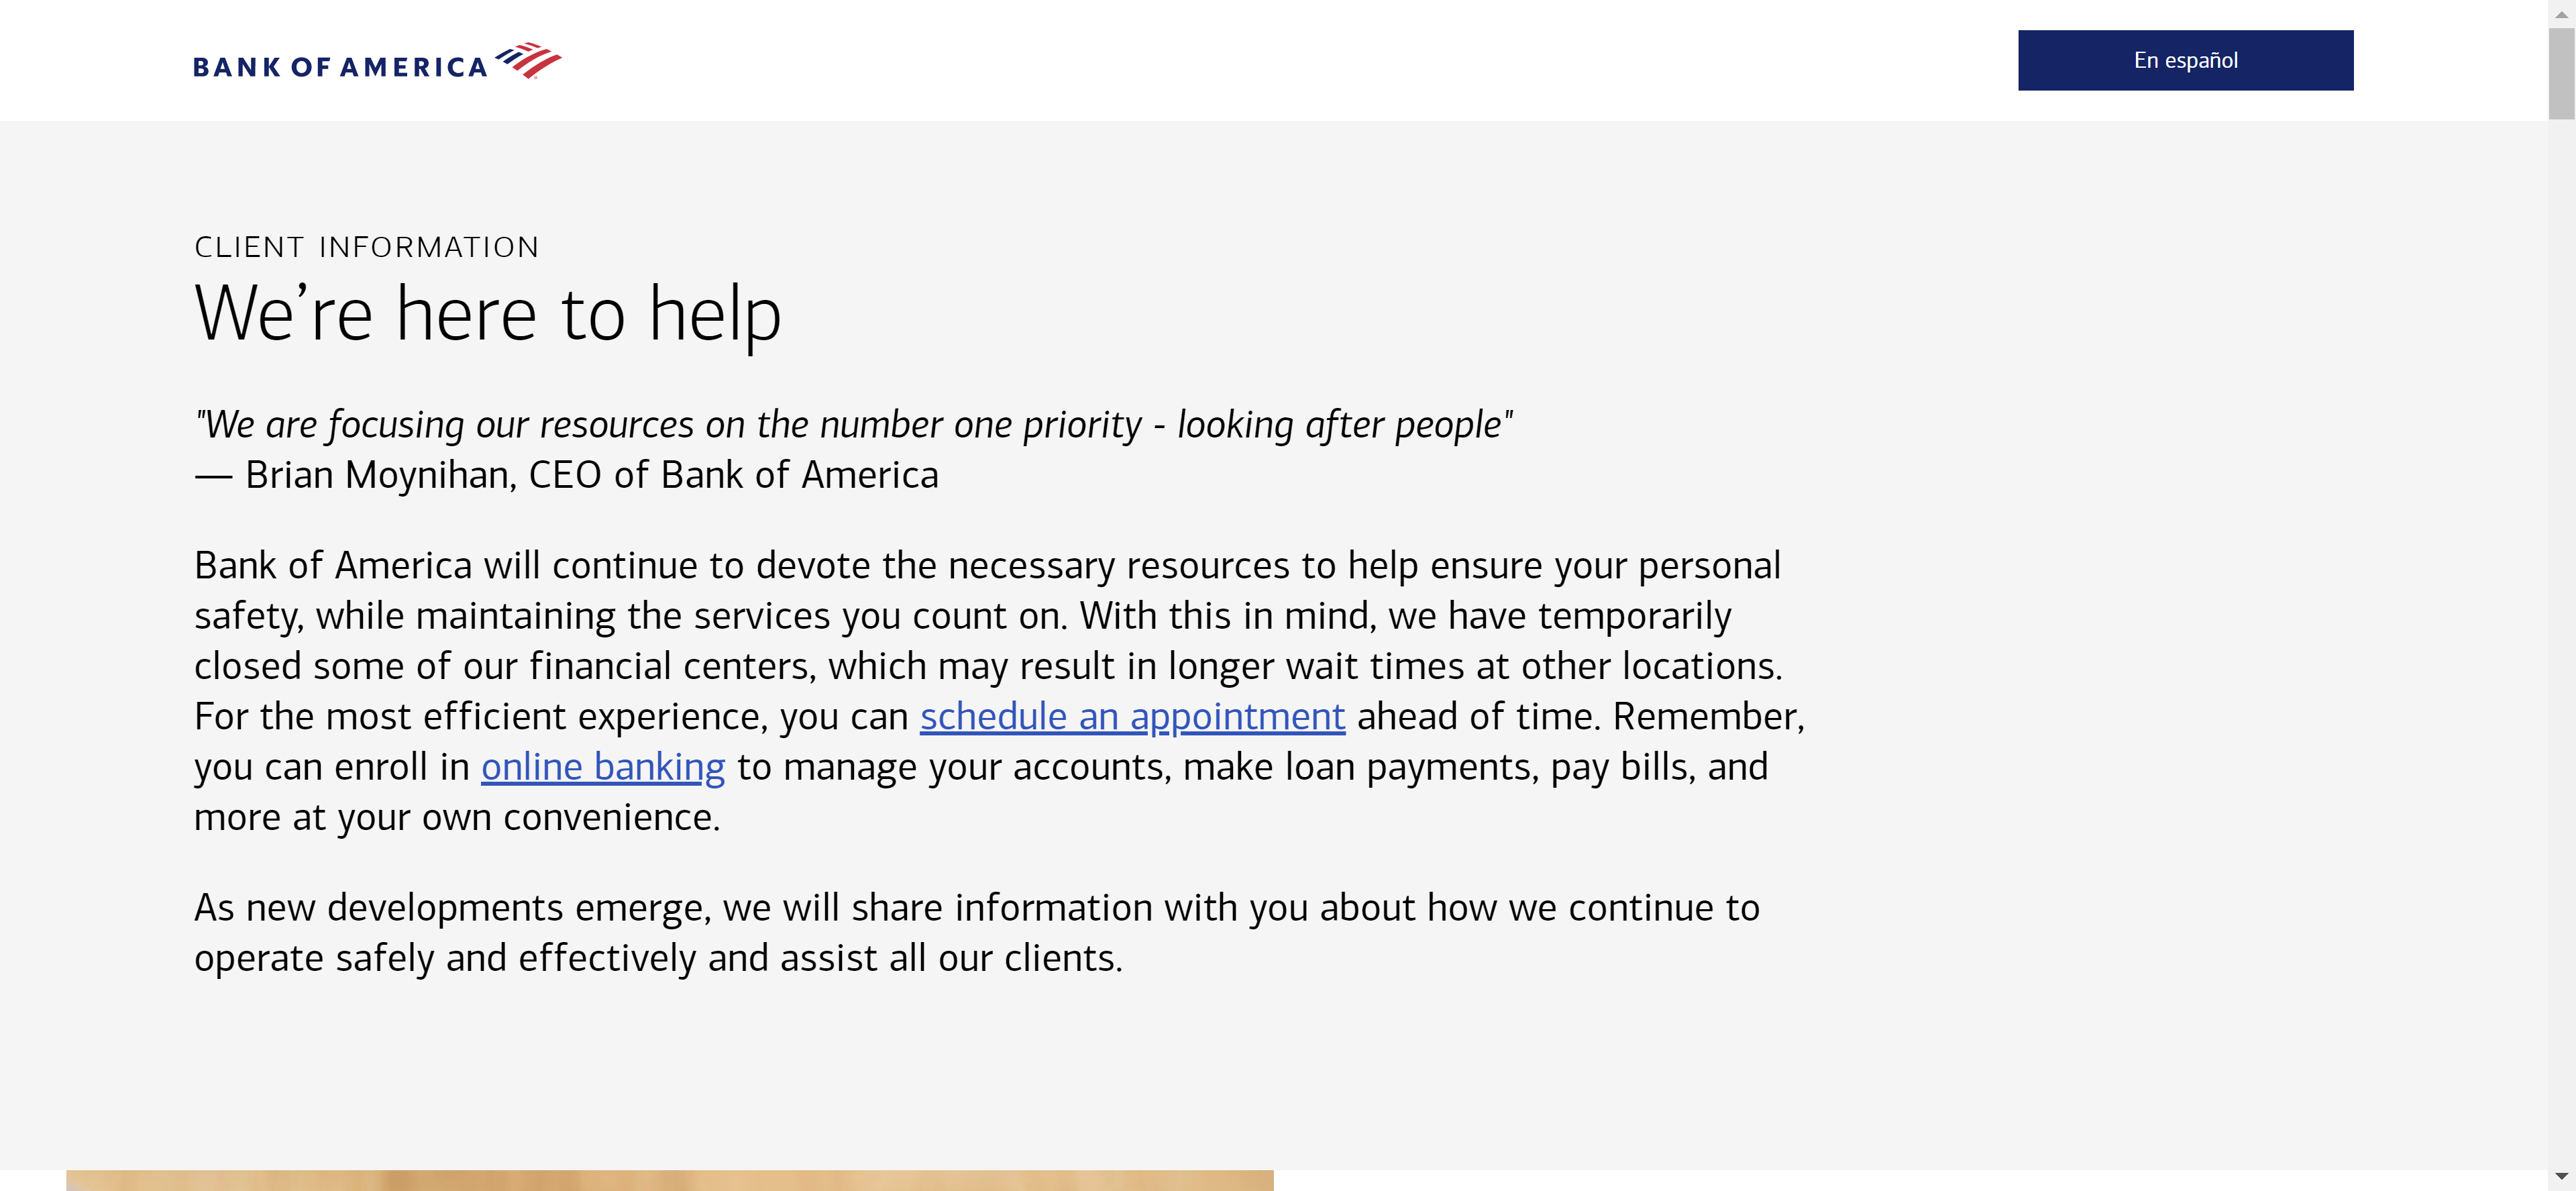 BANK OF AMERICA
En español
CLIENT INFORMATION
We’re here to help
"We are focusing our resources on the number one priority - looking after people"
— Brian Moynihan, CEO of Bank of America
Bank of America will continue to devote the necessary resources to help ensure your personal
safety, while maintaining the services you count on. With this in mind, we have temporarily
closed some of our financial centers, which may result in longer wait times at other locations.
For the most efficient experience, you can schedule an appointment ahead of time. Remember,
you can enroll in online banking to manage your accounts, make loan payments, pay bills, and
more at your own convenience.
As new developments emerge, we will share information with you about how we continue to
operate safely and effectively and assist all our clients.